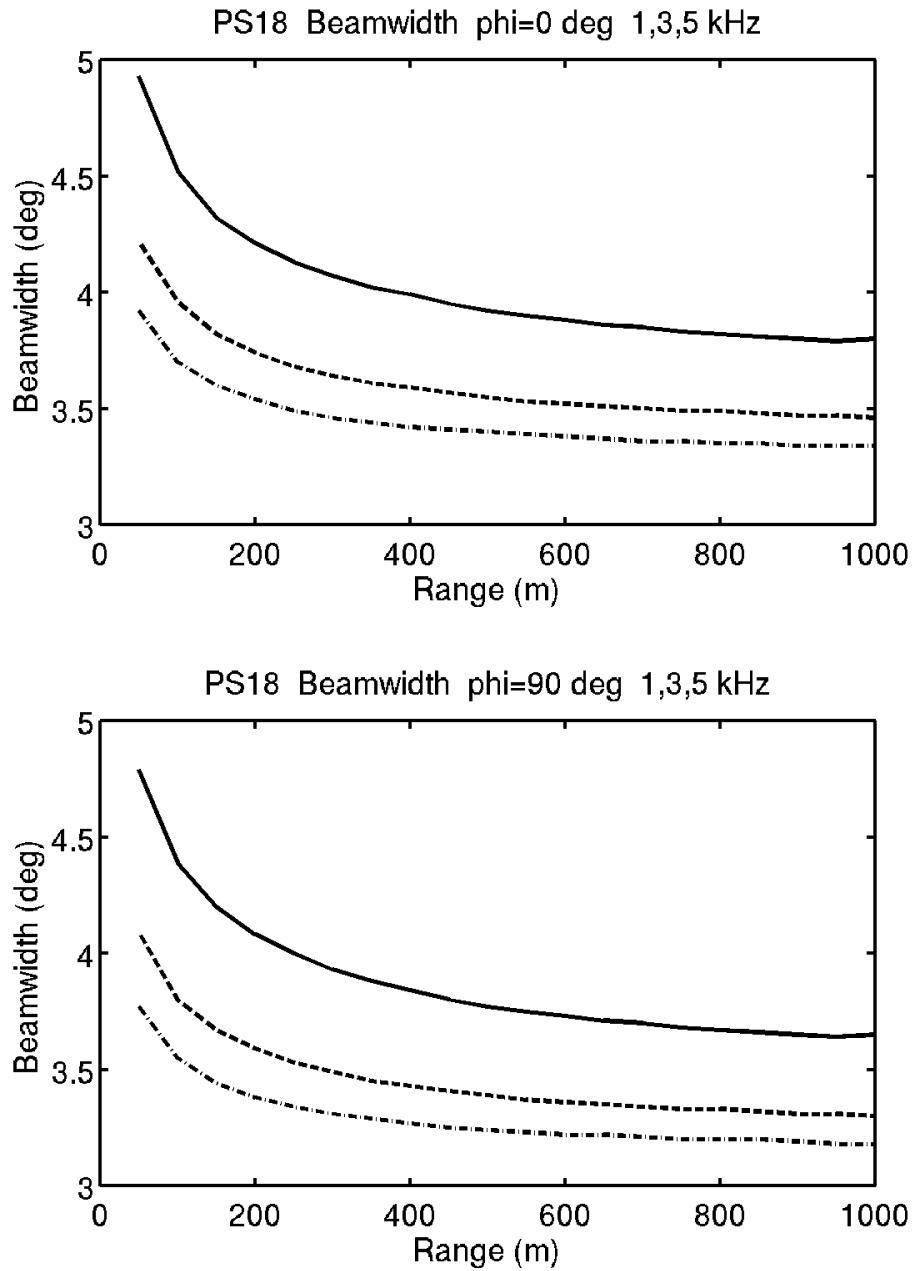 PS18 Beamwidth phi=0 deg 1,3,5 kHz
5
4.5
4
3.5
3
Beamwidth (deg)
0 200 400 600 800 1000
Range (m)
PS18 Beamwidth phi=90 deg 1,3,5 kHz
5
4.5
4
3.5
3
Beamwidth (deg)
0 200 400 600 800 1000
Range (m)